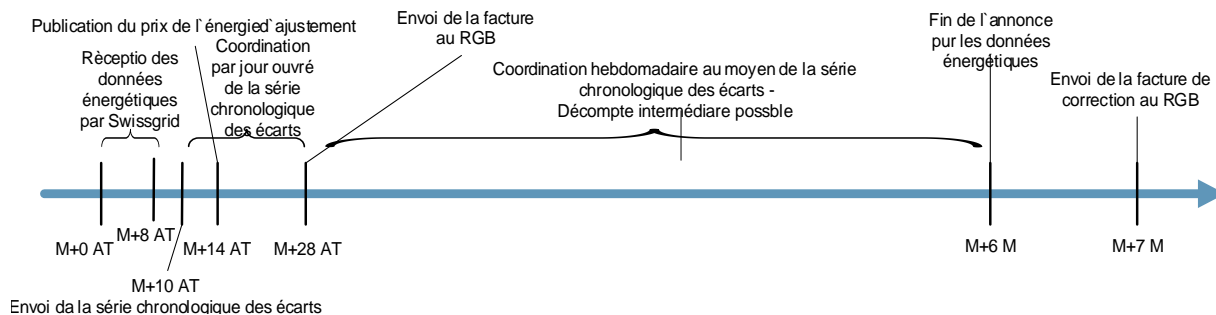 Publication du prix de l`énergied`ajustement
Rèceptio des
données
énergétiques
par Swissgrid
Coordination
par jour ouvré
de la série
chronologique
des écarts
Envoi de la facture
au RGB
Coordination hebdomadaire au moyen de la série
chronologique des écarts -
Décompte intermédiare possble
Fin de l`annonce
pur les données
énergétiques
Envoi de la facture de
correction au RGB
M+0 AT
M+8 AT
M+14 AT
M+28 AT
M+6 M
M+7 M
M+10 AT
Envoi da la série chronologique des écarts